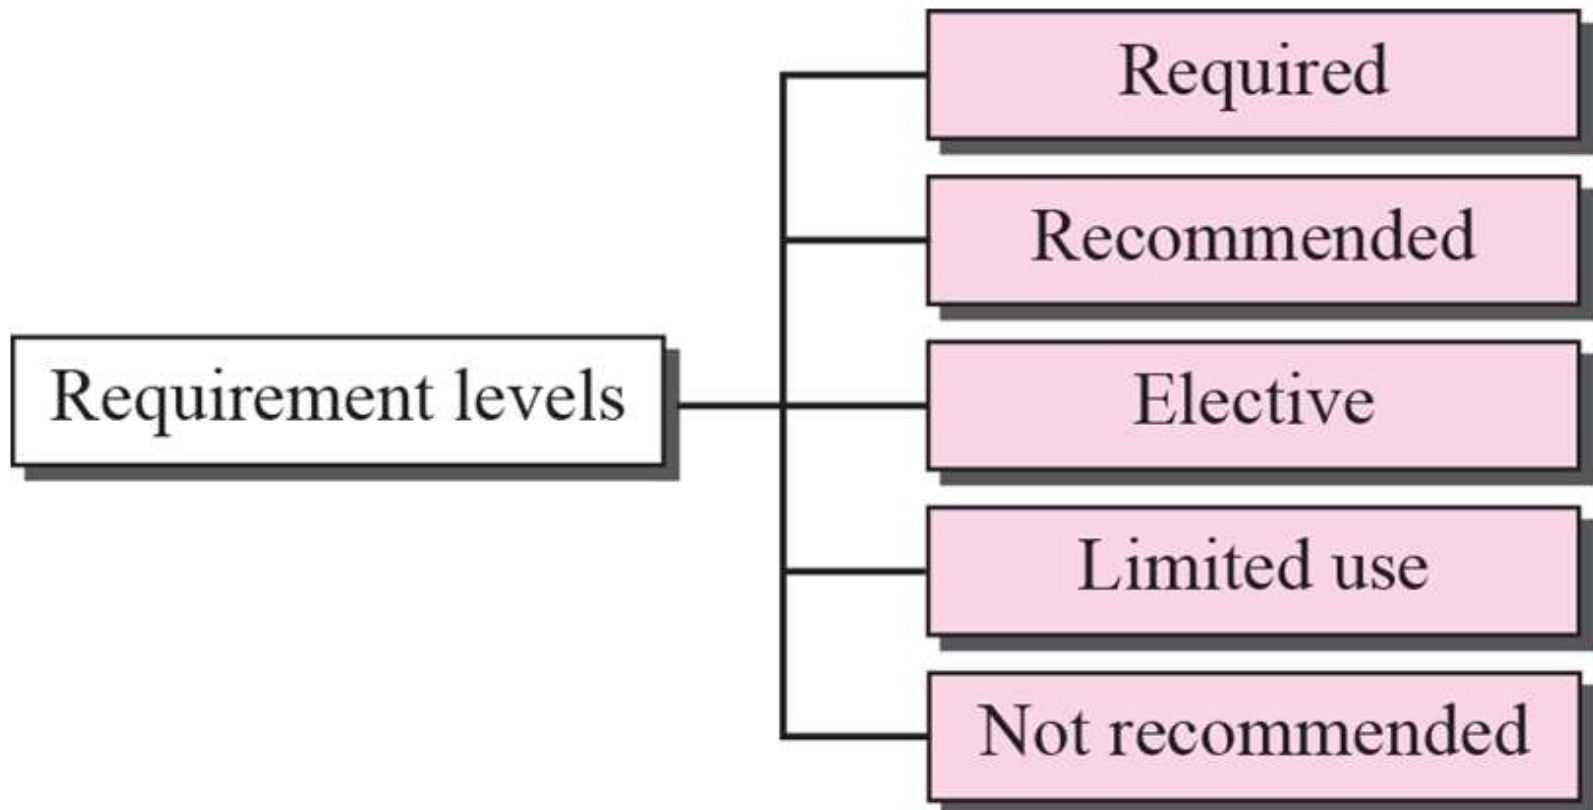 Required
Recommended
Requirement levels
Elective
Limited use
Not recommended